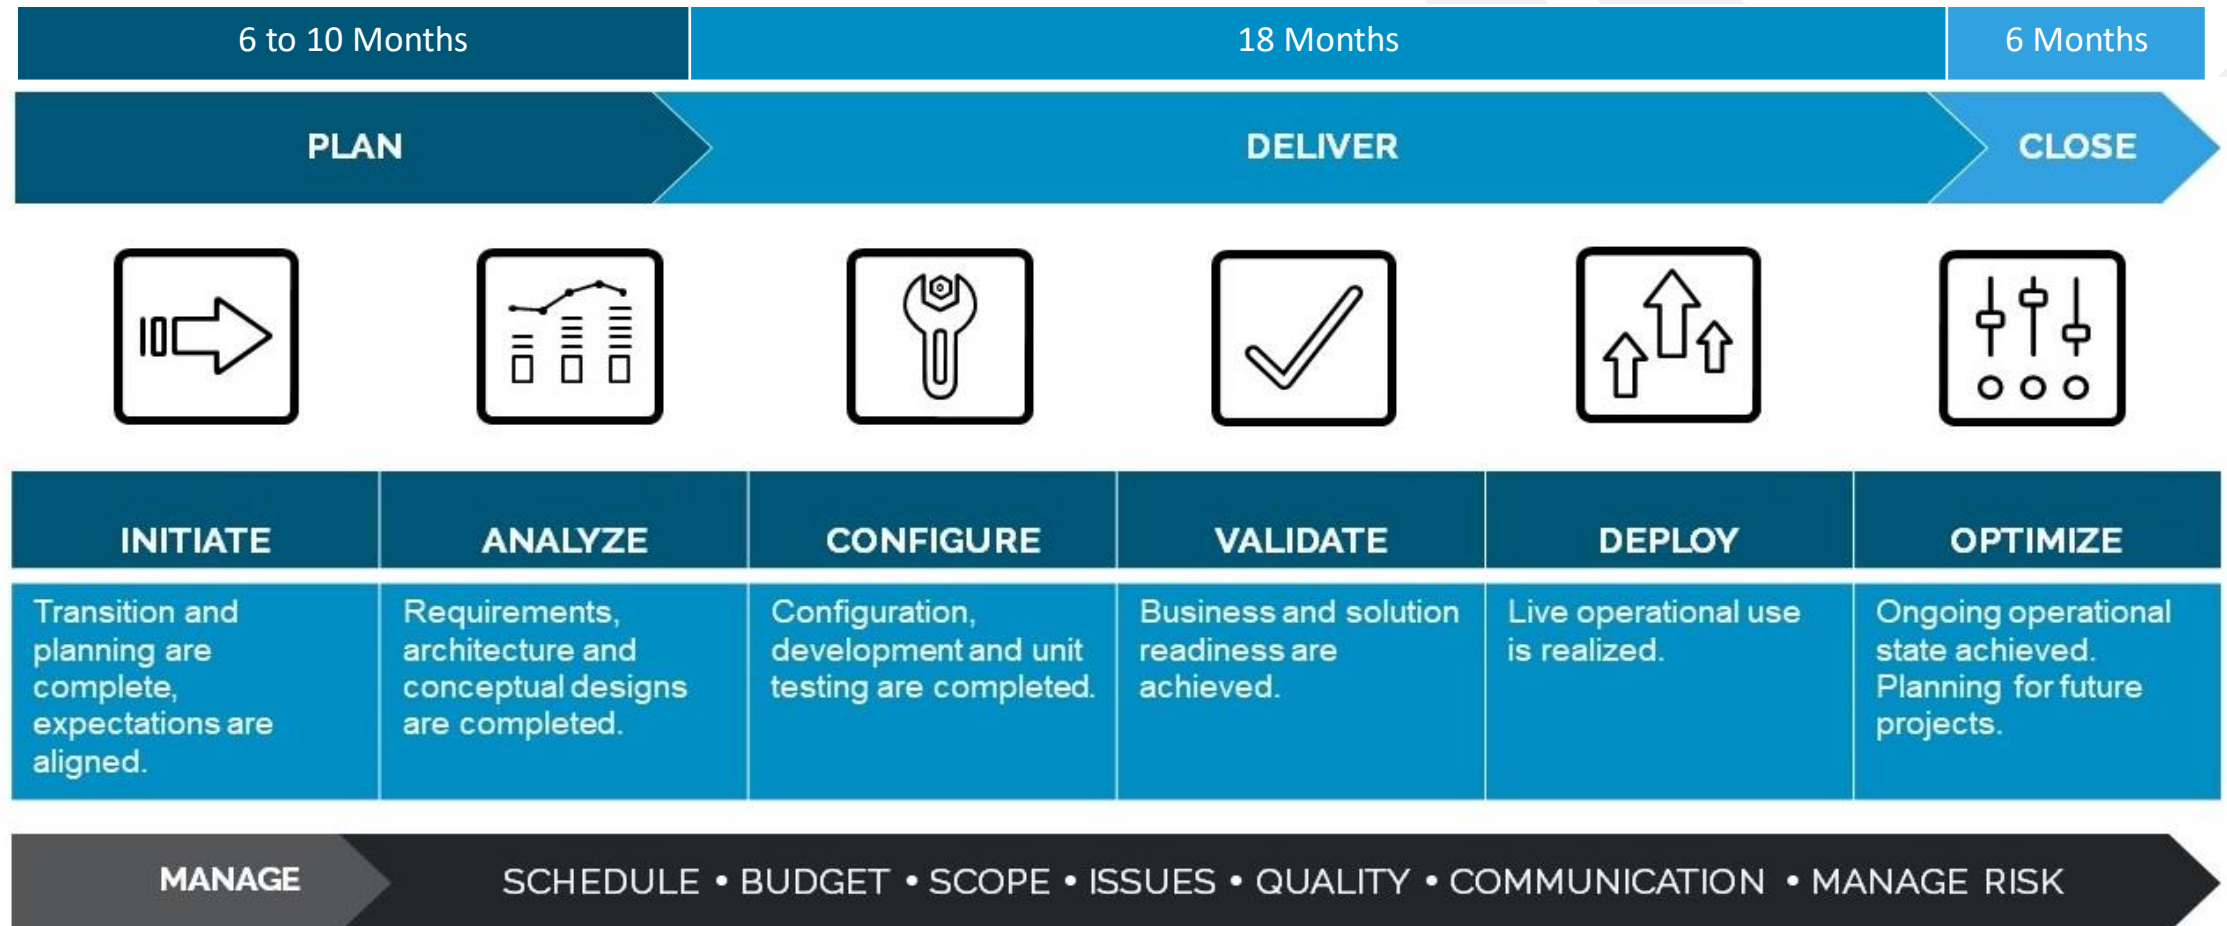 6 to 10 Months
18 Months
6 Months
PLAN
DELIVER
CLOSE
INITIATE
ANALYZE
CONFIGURE
VALIDATE
DEPLOY
OPTIMIZE
Transition and
planning are
complete,
expectations are
aligned.
Requirements,
architecture and
conceptual designs
are completed.
Configuration,
development and unit
testing are completed.
Business and solution
readiness are
achieved.
Live operational use
is realized.
Ongoing operational
state achieved.
Planning for future
projects.
MANAGE
SCHEDULE • BUDGET • SCOPE • ISSUES • QUALITY • COMMUNICATION • MANAGE RISK